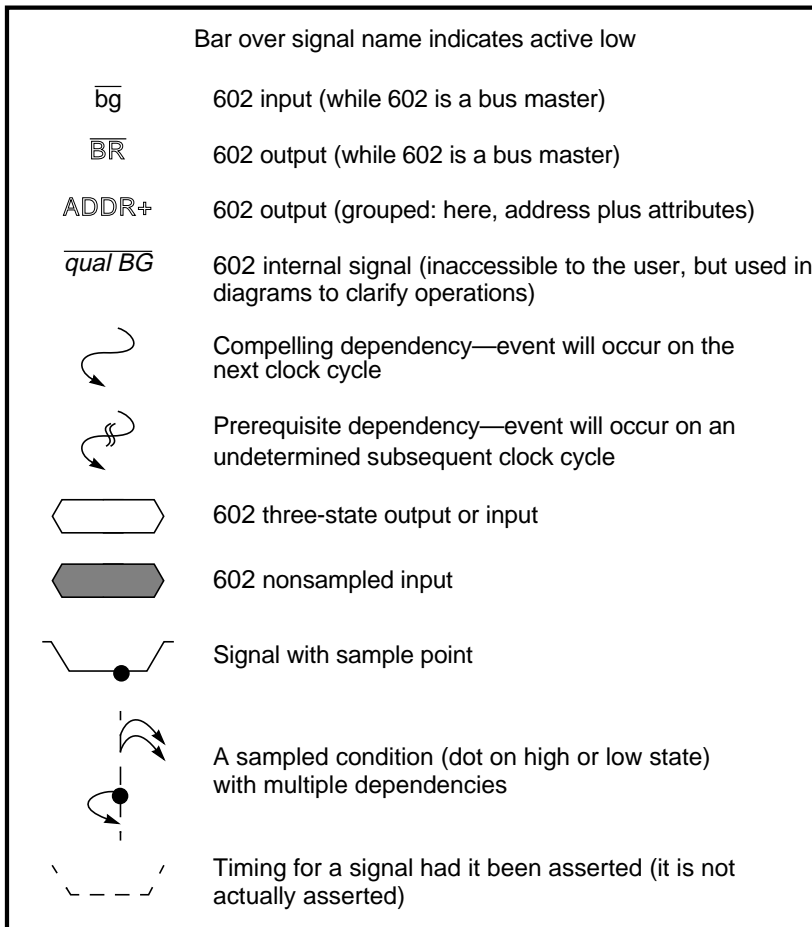 Bar over signal name indicates active low
b̅g̅ 602 input (while 602 is a bus master)
B̅R̅ 602 output (while 602 is a bus master)
ADDR+ 602 output (grouped: here, address plus attributes)
q̅u̅a̅l̅ ̅B̅G̅ 602 internal signal (inaccessible to the user, but used in
diagrams to clarify operations)
Compelling dependency—event will occur on the
next clock cycle
Prerequisite dependency—event will occur on an
undetermined subsequent clock cycle
602 three-state output or input
602 nonsampled input
Signal with sample point
A sampled condition (dot on high or low state)
with multiple dependencies
Timing for a signal had it been asserted (it is not
actually asserted)